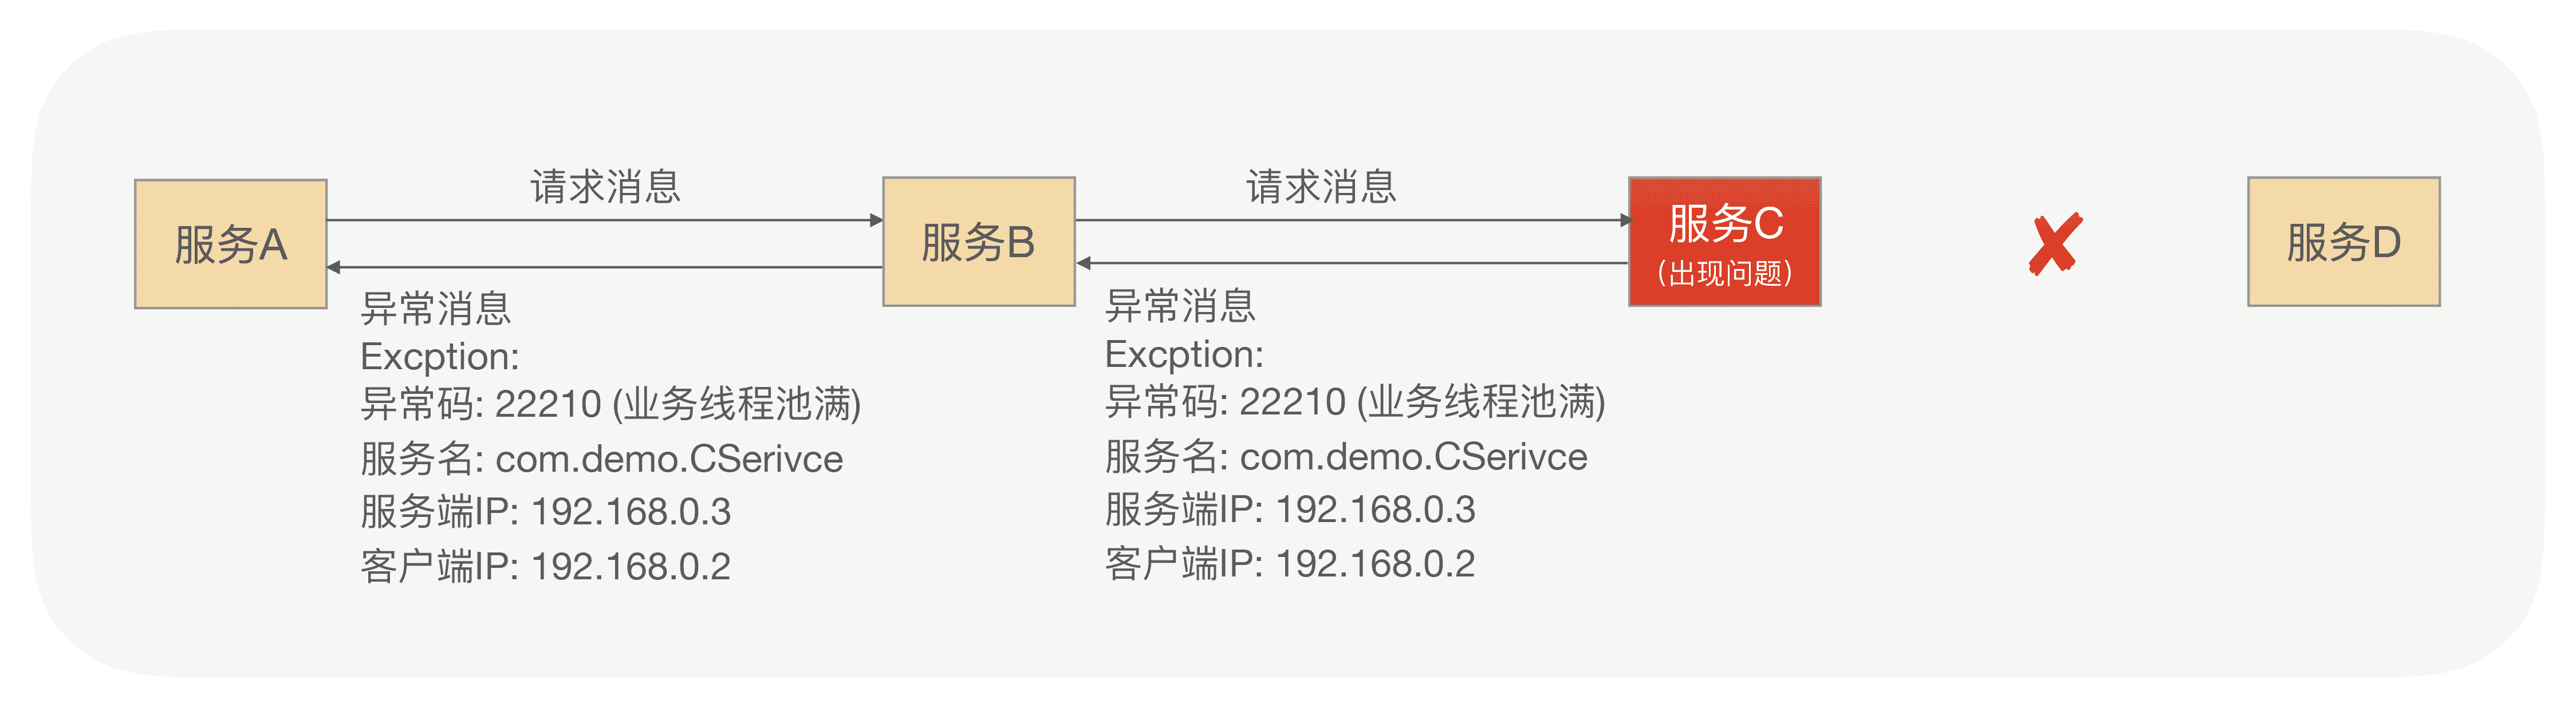 请求消息
请求消息
服务A
服务B
服务C
(出现问题)
服务D
异常消息
Excption:
异常码: 22210 (业务线程池满)
服务名: com.demo.CSerivce
服务端IP: 192.168.0.3
客户端IP: 192.168.0.2
异常消息
Excption:
异常码: 22210 (业务线程池满)
服务名: com.demo.CSerivce
服务端IP: 192.168.0.3
客户端IP: 192.168.0.2